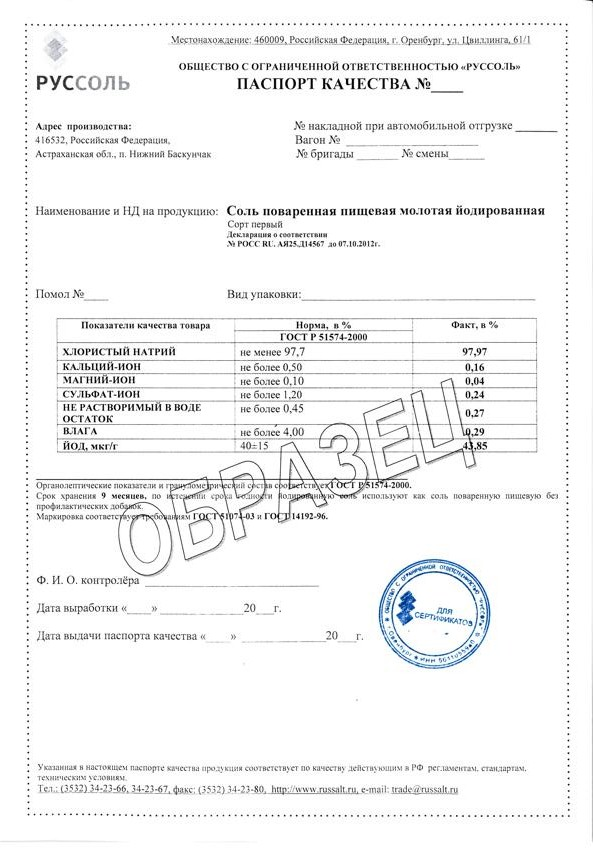 Местонахождение: 460009, Российская Федерация, г. Оренбург, ул. Цвиллинга, 61/1
РУССОЛЬ
ОБЩЕСТВО С ОГРАНИЧЕННОЙ ОТВЕТСТВЕННОСТЬЮ «РУССОЛЬ»
ПАСПОРТ КАЧЕСТВА №____
Адрес производства:
416532, Российская Федерация,
Астраханская обл., п. Нижний Баскунчак
№ накладной при автомобильной отгрузке _______
Вагон № ______________________
№ бригады _______ № смены______
Наименование и НД на продукцию: Соль поваренная пищевая молотая йодированная
Сорт первый
Декларация о соответствии
№ РОСС RU. АЯ25.Д14567 до 07.10.2012г.
Помол №____ Вид упаковки:______________________________________
Показатели качества товара Норма, в % Факт, в %
ГОСТ Р 51574-2000
ХЛОРИСТЫЙ НАТРИЙ не менее 97,7 97,97
КАЛЬЦИЙ-ИОН не более 0,50 0,16
МАГНИЙ-ИОН не более 0,10 0,04
СУЛЬФАТ-ИОН не более 1,20 0,24
НЕ РАСТВОРИМЫЙ В ВОДЕ ОСТАТОК не более 0,45 0,27
ВЛАГА не более 4,00 0,29
ЙОД, мкг/г 40±15 43,85
ОБРАЗЕЦ
Органолептические показатели и гранулометрический состав соответствует ГОСТ Р 51574-2000.
Срок хранения 9 месяцев, по истечении срока годности йодированную соль используют как соль поваренную пищевую без
профилактических добавок.
Маркировка соответствует требованиям ГОСТ 51074-03 и ГОСТ 14192-96.
Ф. И. О. контролёра ____________________________
Дата выработки «____» ______________20___г.
Дата выдачи паспорта качества «____» ______________20___г.
ОБЩЕСТВО С ОГРАНИЧЕННОЙ ОТВЕТСТВЕННОСТЬЮ
ДЛЯ
СЕРТИФИКАТОВ
Указанная в настоящем паспорте качества продукция соответствует по качеству действующим в РФ регламентам, стандартам,
техническим условиям.
Тел.: (3532) 34-23-66, 34-23-67, факс: (3532) 34-23-80, http://www.russalt.ru, e-mail: trade@russalt.ru